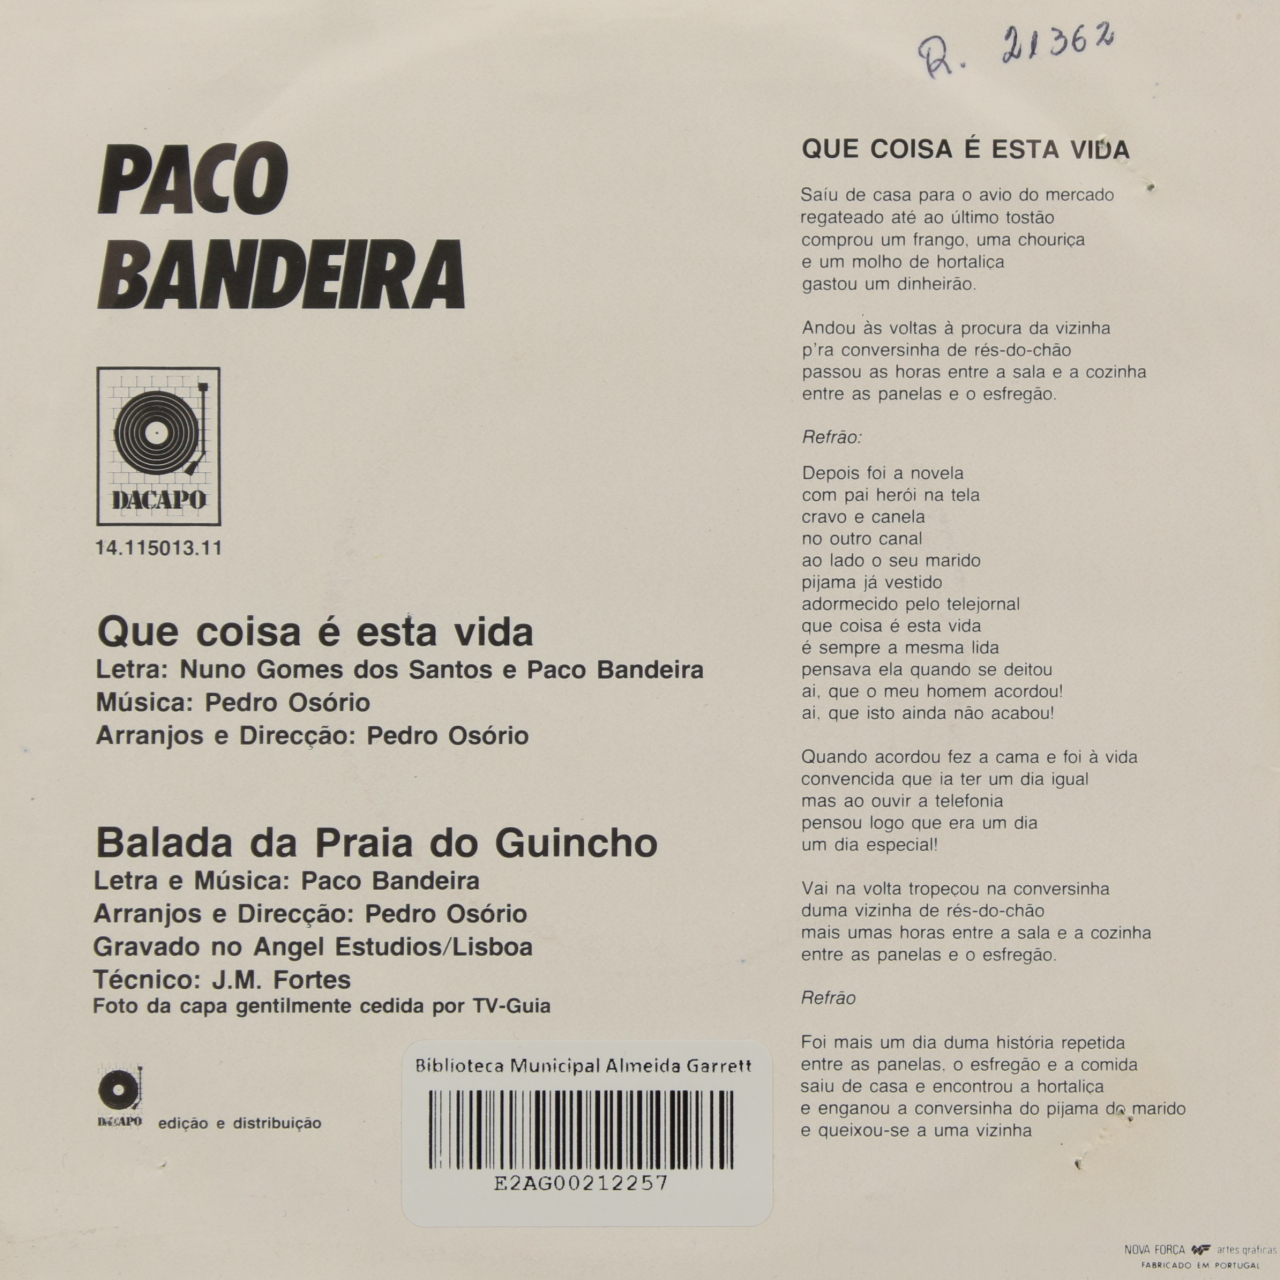 R. 21362
PACO
BANDEIRA
DACAPO
14.115013.11
Que coisa é esta vida
Letra: Nuno Gomes dos Santos e Paco Bandeira
Música: Pedro Osório
Arranjos e Direcção: Pedro Osório
Balada da Praia do Guincho
Letra e Música: Paco Bandeira
Arranjos e Direcção: Pedro Osório
Gravado no Angel Estudios/Lisboa
Técnico: J.M. Fortes
Foto da capa gentilmente cedida por TV-Guia
DACAPO edição e distribuição
Biblioteca Municipal Almeida Garrett
E2AG00212257
QUE COISA É ESTA VIDA
Saíu de casa para o avio do mercado
regateado até ao último tostão
comprou um frango, uma chouriça
e um molho de hortaliça
gastou um dinheirão.
Andou às voltas à procura da vizinha
p'ra conversinha de rés-do-chão
passou as horas entre a sala e a cozinha
entre as panelas e o esfregão.
Refrão:
Depois foi a novela
com pai herói na tela
cravo e canela
no outro canal
ao lado o seu marido
pijama já vestido
adormecido pelo telejornal
que coisa é esta vida
é sempre a mesma lida
pensava ela quando se deitou
ai, que o meu homem acordou!
ai, que isto ainda não acabou!
Quando acordou fez a cama e foi à vida
convencida que ia ter um dia igual
mas ao ouvir a telefonia
pensou logo que era um dia
um dia especial!
Vai na volta tropeçou na conversinha
duma vizinha de rés-do-chão
mais umas horas entre a sala e a cozinha
entre as panelas e o esfregão.
Refrão
Foi mais um dia duma história repetida
entre as panelas, o esfregão e a comida
saiu de casa e encontrou a hortaliça
e enganou a conversinha do pijama do marido
e queixou-se a uma vizinha
NOVA FORÇA artes gráficas
FABRICADO EM PORTUGAL